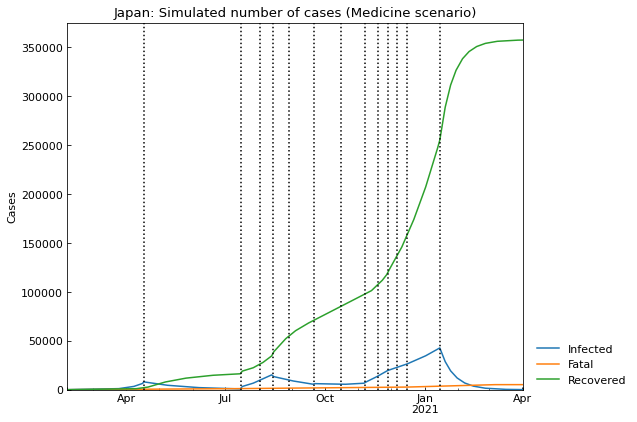 Japan: Simulated number of cases (Medicine scenario)
Cases
350000
300000
250000
200000
150000
100000
50000
0
Apr
Jul
Oct
Jan
2021
Apr
Infected
Fatal
Recovered